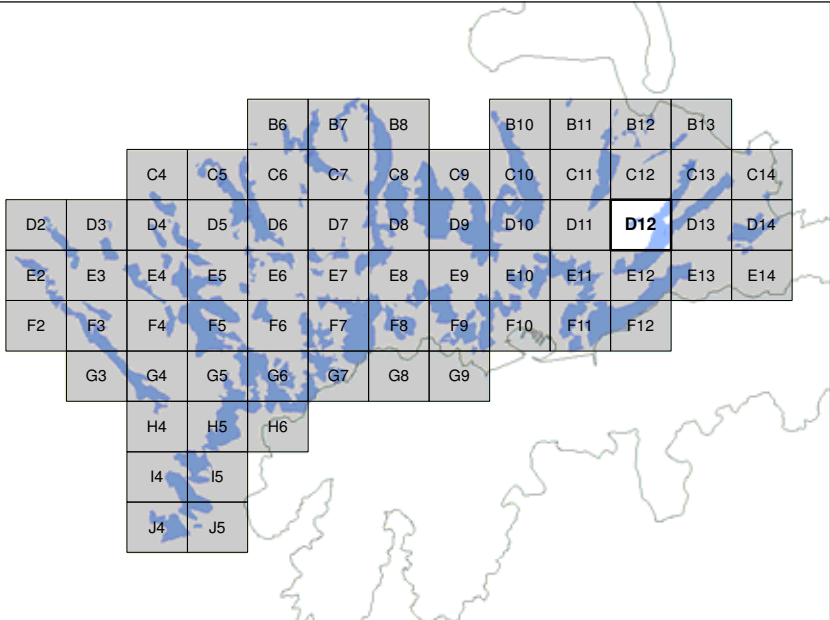 B6 B7 B8 B10 B11 B12 B13
C4 C5 C6 C7 C8 C9 C10 C11 C12 C13 C14
D2 D3 D4 D5 D6 D7 D8 D9 D10 D11 D12 D13 D14
E2 E3 E4 E5 E6 E7 E8 E9 E10 E11 E12 E13 E14
F2 F3 F4 F5 F6 F7 F8 F9 F10 F11 F12
G3 G4 G5 G6 G7 G8 G9
H4 H5 H6
I4 I5
J4 J5